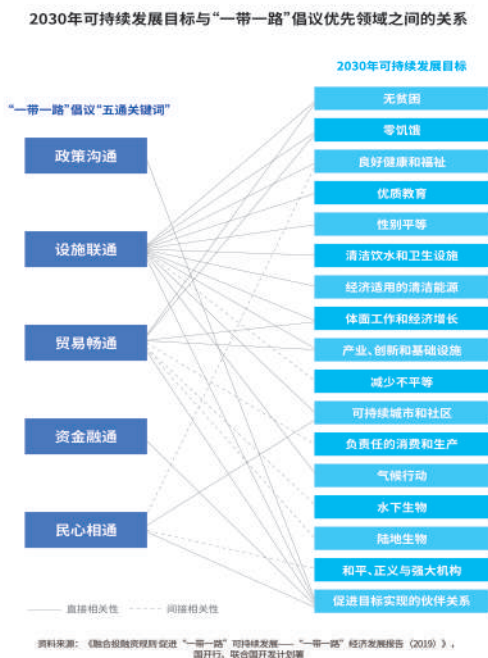 2030年可持续发展目标与“一带一路”倡议优先领域之间的关系
2030年可持续发展目标
“一带一路”倡议“五通关键词”
政策沟通
设施联通
贸易畅通
资金融通
民心相通
无贫困
零饥饿
良好健康和福祉
优质教育
性别平等
清洁饮水和卫生设施
经济适用的清洁能源
体面工作和经济增长
产业、创新和基础设施
减少不平等
可持续城市和社区
负责任的消费和生产
气候行动
水下生物
陆地生物
和平、正义与强大机构
促进目标实现的伙伴关系
直接相关性
间接相关性
资料来源：《融合投融资规则 促进“一带一路”可持续发展——“一带一路”经济发展报告（2019）》，
国开行、联合国开发计划署